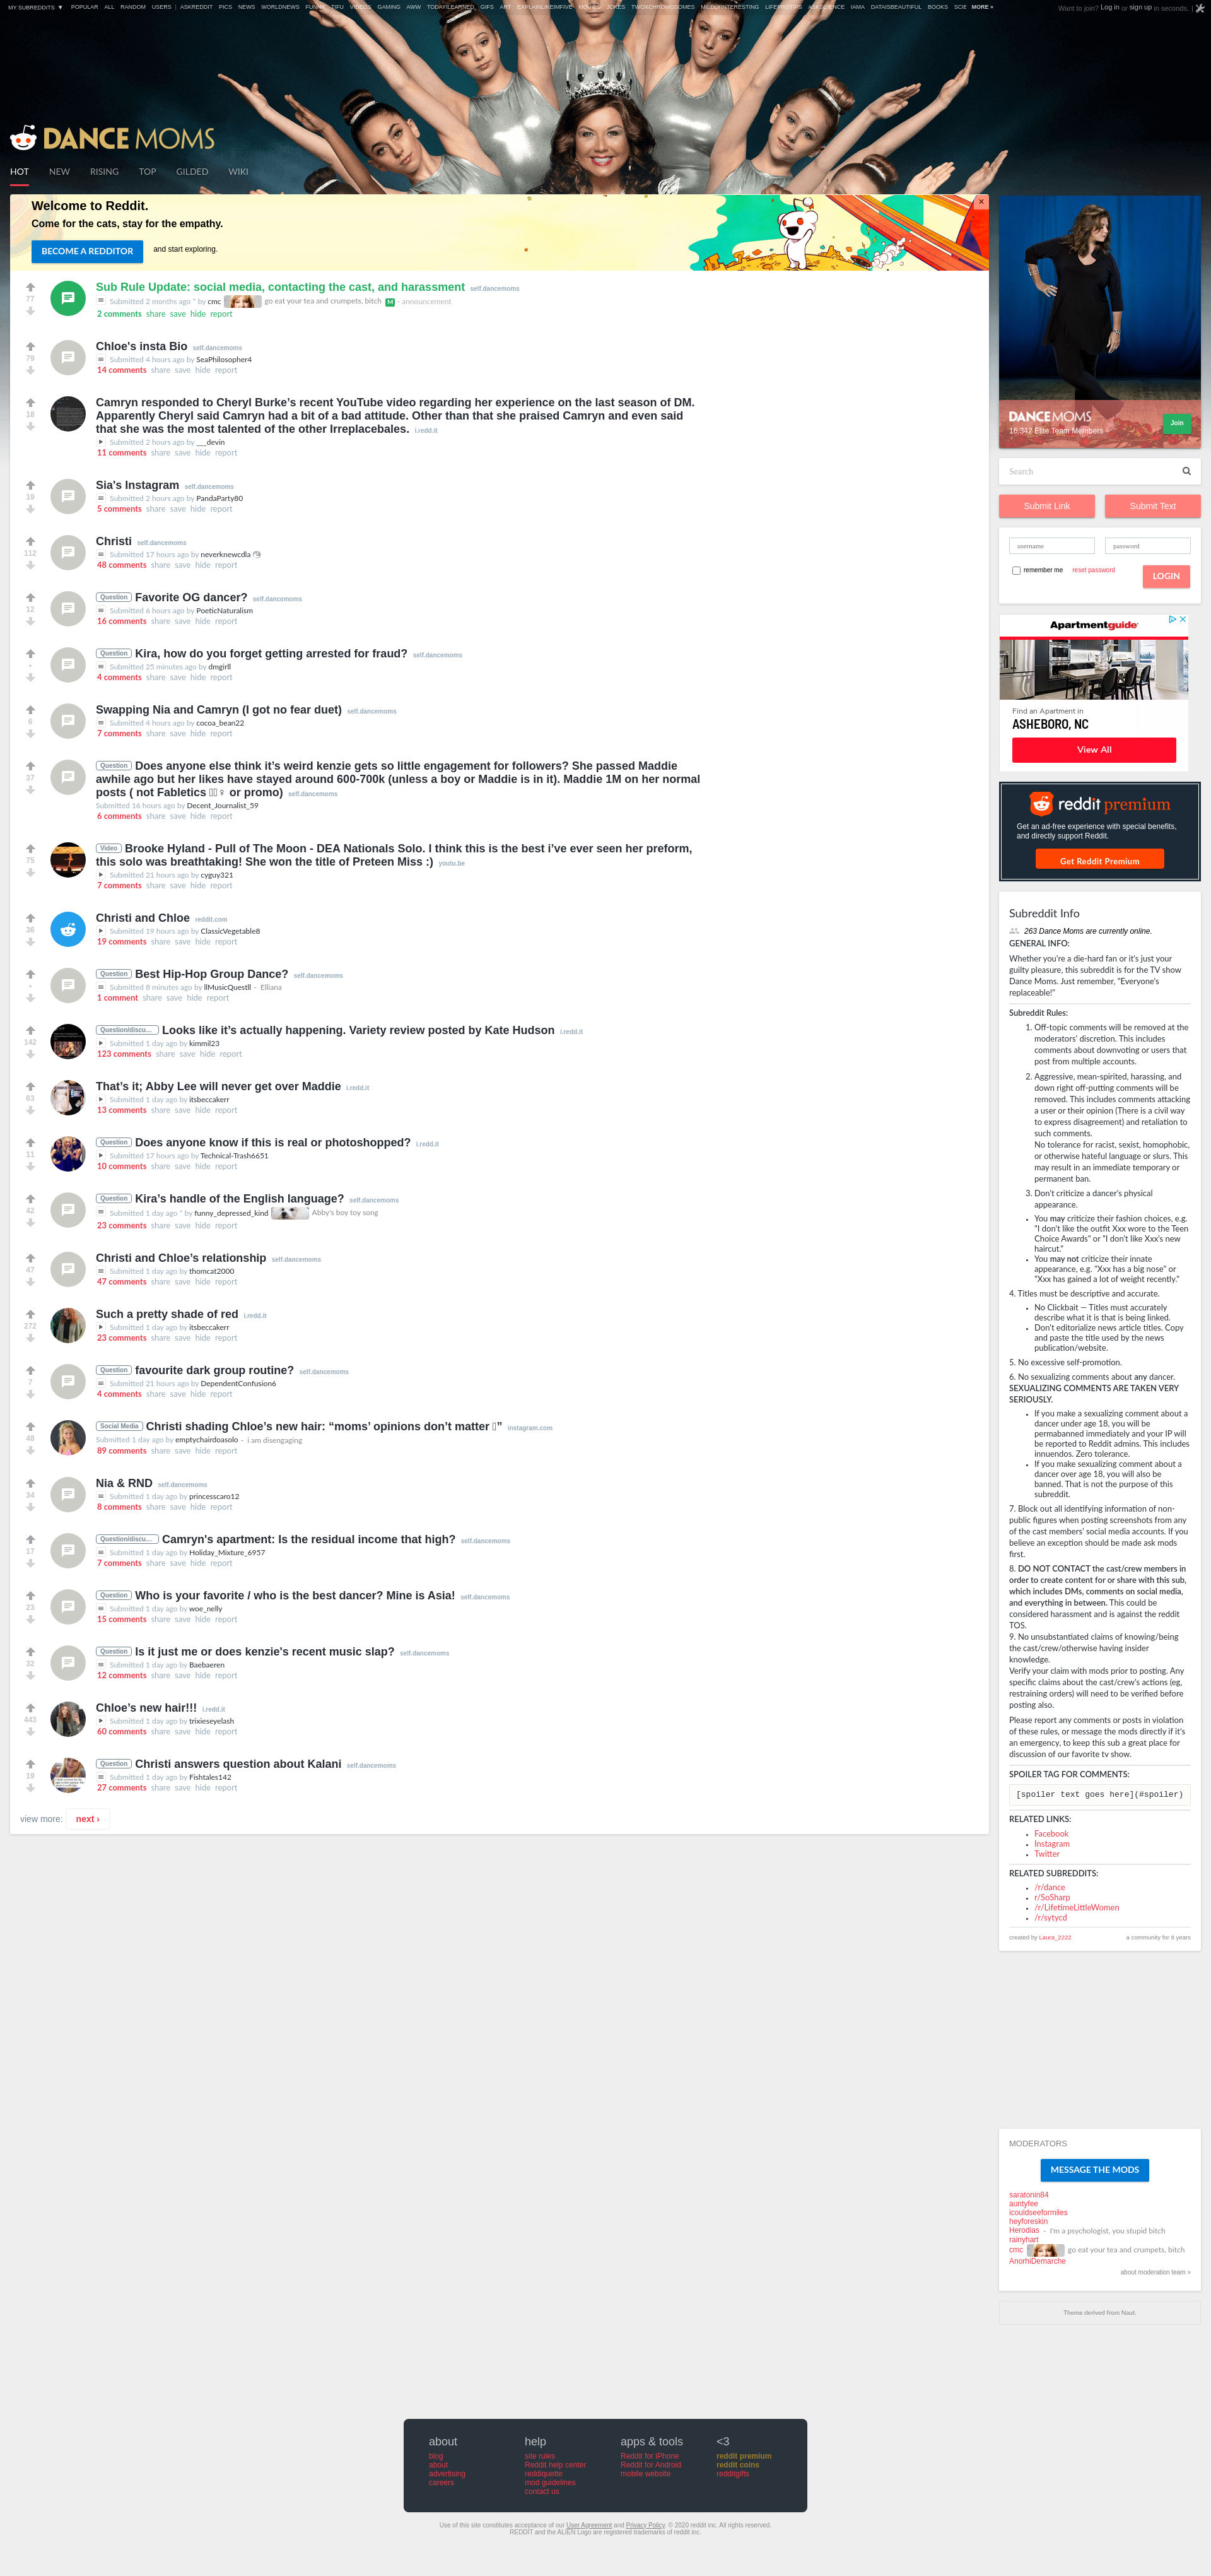 MY SUBREDDITS ▼ POPULAR ALL RANDOM USERS | ASKREDDIT PICS NEWS WORLDNEWS FUNNY TIFU VIDEOS GAMING AWW TODAYILEARNED GIFS ART EXPLAINLIKEIMFIVE MOVIES JOKES TWOXCHROMOSOMES MILDLYINTERESTING LIFEPROTIPS ASKSCIENCE IAMA DATAISBEAUTIFUL BOOKS SCIE MORE »
Want to join? Log in or sign up in seconds. |
DANCE MOMS
HOT NEW RISING TOP GILDED WIKI
Welcome to Reddit.
Come for the cats, stay for the empathy.
BECOME A REDDITOR and start exploring.
×
77
Sub Rule Update: social media, contacting the cast, and harassment self.dancemoms
Submitted 2 months ago * by cmc go eat your tea and crumpets, bitch M - announcement
2 comments share save hide report
79
Chloe's insta Bio self.dancemoms
Submitted 4 hours ago by SeaPhilosopher4
14 comments share save hide report
18
Camryn responded to Cheryl Burke’s recent YouTube video regarding her experience on the last season of DM.
Apparently Cheryl said Camryn had a bit of a bad attitude. Other than that she praised Camryn and even said
that she was the most talented of the other Irreplacebales. i.redd.it
Submitted 2 hours ago by ___devin
11 comments share save hide report
19
Sia's Instagram self.dancemoms
Submitted 2 hours ago by PandaParty80
5 comments share save hide report
112
Christi self.dancemoms
Submitted 17 hours ago by neverknewcdla
48 comments share save hide report
12
Question Favorite OG dancer? self.dancemoms
Submitted 6 hours ago by PoeticNaturalism
16 comments share save hide report
•
Question Kira, how do you forget getting arrested for fraud? self.dancemoms
Submitted 25 minutes ago by dmgirll
4 comments share save hide report
6
Swapping Nia and Camryn (I got no fear duet) self.dancemoms
Submitted 4 hours ago by cocoa_bean22
7 comments share save hide report
37
Question Does anyone else think it’s weird kenzie gets so little engagement for followers? She passed Maddie
awhile ago but her likes have stayed around 600-700k (unless a boy or Maddie is in it). Maddie 1M on her normal
posts ( not Fabletics ♀ or promo) self.dancemoms
Submitted 16 hours ago by Decent_Journalist_59
6 comments share save hide report
75
Video Brooke Hyland - Pull of The Moon - DEA Nationals Solo. I think this is the best i’ve ever seen her preform,
this solo was breathtaking! She won the title of Preteen Miss :) youtu.be
Submitted 21 hours ago by cyguy321
7 comments share save hide report
36
Christi and Chloe reddit.com
Submitted 19 hours ago by ClassicVegetable8
19 comments share save hide report
•
Question Best Hip-Hop Group Dance? self.dancemoms
Submitted 8 minutes ago by llMusicQuestll - Elliana
1 comment share save hide report
142
Question/discu… Looks like it’s actually happening. Variety review posted by Kate Hudson i.redd.it
Submitted 1 day ago by kimmil23
123 comments share save hide report
63
That’s it; Abby Lee will never get over Maddie i.redd.it
Submitted 1 day ago by itsbeccakerr
13 comments share save hide report
11
Question Does anyone know if this is real or photoshopped? i.redd.it
Submitted 17 hours ago by Technical-Trash6651
10 comments share save hide report
42
Question Kira’s handle of the English language? self.dancemoms
Submitted 1 day ago * by funny_depressed_kind Abby's boy toy song
23 comments share save hide report
47
Christi and Chloe’s relationship self.dancemoms
Submitted 1 day ago by thomcat2000
47 comments share save hide report
272
Such a pretty shade of red i.redd.it
Submitted 1 day ago by itsbeccakerr
23 comments share save hide report
7
Question favourite dark group routine? self.dancemoms
Submitted 21 hours ago by DependentConfusion6
4 comments share save hide report
48
Social Media Christi shading Chloe’s new hair: “moms’ opinions don’t matter ” instagram.com
Submitted 1 day ago by emptychairdoasolo - i am disengaging
89 comments share save hide report
34
Nia & RND self.dancemoms
Submitted 1 day ago by princesscaro12
8 comments share save hide report
17
Question/discu… Camryn's apartment: Is the residual income that high? self.dancemoms
Submitted 1 day ago by Holiday_Mixture_6957
7 comments share save hide report
23
Question Who is your favorite / who is the best dancer? Mine is Asia! self.dancemoms
Submitted 1 day ago by woe_nelly
15 comments share save hide report
32
Question Is it just me or does kenzie's recent music slap? self.dancemoms
Submitted 1 day ago by Baebaeren
12 comments share save hide report
443
Chloe’s new hair!!! i.redd.it
Submitted 1 day ago by trixieseyelash
60 comments share save hide report
19
Question Christi answers question about Kalani self.dancemoms
Submitted 1 day ago by Fishtales142
27 comments share save hide report
view more: next ›
DANCE MOMS
16,342 Elite Team Members
Join
Search
Submit Link Submit Text
username password
remember me reset password LOGIN
Apartmentguide
Find an Apartment in
ASHEBORO, NC
View All
reddit premium
Get an ad-free experience with special benefits,
and directly support Reddit.
Get Reddit Premium
Subreddit Info
263 Dance Moms are currently online.
GENERAL INFO:
Whether you're a die-hard fan or it's just your
guilty pleasure, this subreddit is for the TV show
Dance Moms. Just remember, "Everyone's
replaceable!"
Subreddit Rules:
1. Off-topic comments will be removed at the
moderators' discretion. This includes
comments about downvoting or users that
post from multiple accounts.
2. Aggressive, mean-spirited, harassing, and
down right off-putting comments will be
removed. This includes comments attacking
a user or their opinion (There is a civil way
to express disagreement) and retaliation to
such comments.
No tolerance for racist, sexist, homophobic,
or otherwise hateful language or slurs. This
may result in an immediate temporary or
permanent ban.
3. Don't criticize a dancer's physical
appearance.
• You may criticize their fashion choices, e.g.
"I don't like the outfit Xxx wore to the Teen
Choice Awards" or "I don't like Xxx's new
haircut."
• You may not criticize their innate
appearance, e.g. "Xxx has a big nose" or
"Xxx has gained a lot of weight recently."
4. Titles must be descriptive and accurate.
• No Clickbait — Titles must accurately
describe what it is that is being linked.
• Don't editorialize news article titles. Copy
and paste the title used by the news
publication/website.
5. No excessive self-promotion.
6. No sexualizing comments about any dancer.
SEXUALIZING COMMENTS ARE TAKEN VERY
SERIOUSLY.
• If you make a sexualizing comment about a
dancer under age 18, you will be
permabanned immediately and your IP will
be reported to Reddit admins. This includes
innuendos. Zero tolerance.
• If you make sexualizing comment about a
dancer over age 18, you will also be
banned. That is not the purpose of this
subreddit.
7. Block out all identifying information of non-
public figures when posting screenshots from any
of the cast members' social media accounts. If you
believe an exception should be made ask mods
first.
8. DO NOT CONTACT the cast/crew members in
order to create content for or share with this sub,
which includes DMs, comments on social media,
and everything in between. This could be
considered harassment and is against the reddit
TOS.
9. No unsubstantiated claims of knowing/being
the cast/crew/otherwise having insider
knowledge.
Verify your claim with mods prior to posting. Any
specific claims about the cast/crew's actions (eg,
restraining orders) will need to be verified before
posting also.
Please report any comments or posts in violation
of these rules, or message the mods directly if it's
an emergency, to keep this sub a great place for
discussion of our favorite tv show.
SPOILER TAG FOR COMMENTS:
[spoiler text goes here](#spoiler)
RELATED LINKS:
• Facebook
• Instagram
• Twitter
RELATED SUBREDDITS:
• /r/dance
• r/SoSharp
• /r/LifetimeLittleWomen
• /r/sytycd
created by Laura_2222 a community for 8 years
MODERATORS
MESSAGE THE MODS
saratonin84
auntyfee
icouldseeformiles
heyforeskin
Herodias - I'm a psychologist, you stupid bitch
rainyhart
cmc go eat your tea and crumpets, bitch
AnorhiDemarche
about moderation team »
Theme derived from Naut.
about help apps & tools <3
blog site rules Reddit for iPhone reddit premium
about Reddit help center Reddit for Android reddit coins
advertising reddiquette mobile website redditgifts
careers mod guidelines
contact us
Use of this site constitutes acceptance of our User Agreement and Privacy Policy. © 2020 reddit inc. All rights reserved.
REDDIT and the ALIEN Logo are registered trademarks of reddit inc.